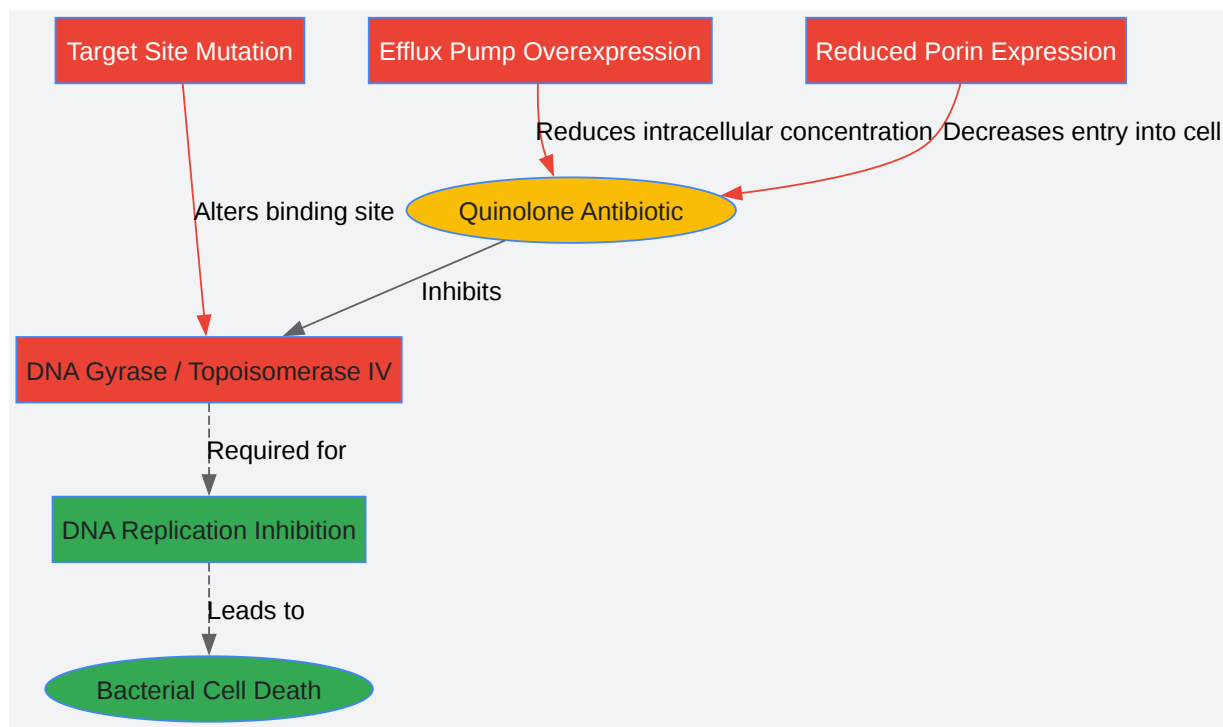 Target Site Mutation
Efflux Pump Overexpression
Reduced Porin Expression
Reduces intracellular concentration
Decreases entry into cell
Alters binding site
Quinolone Antibiotic
Inhibits
DNA Gyrase / Topoisomerase IV
Required for
DNA Replication Inhibition
Leads to
Bacterial Cell Death